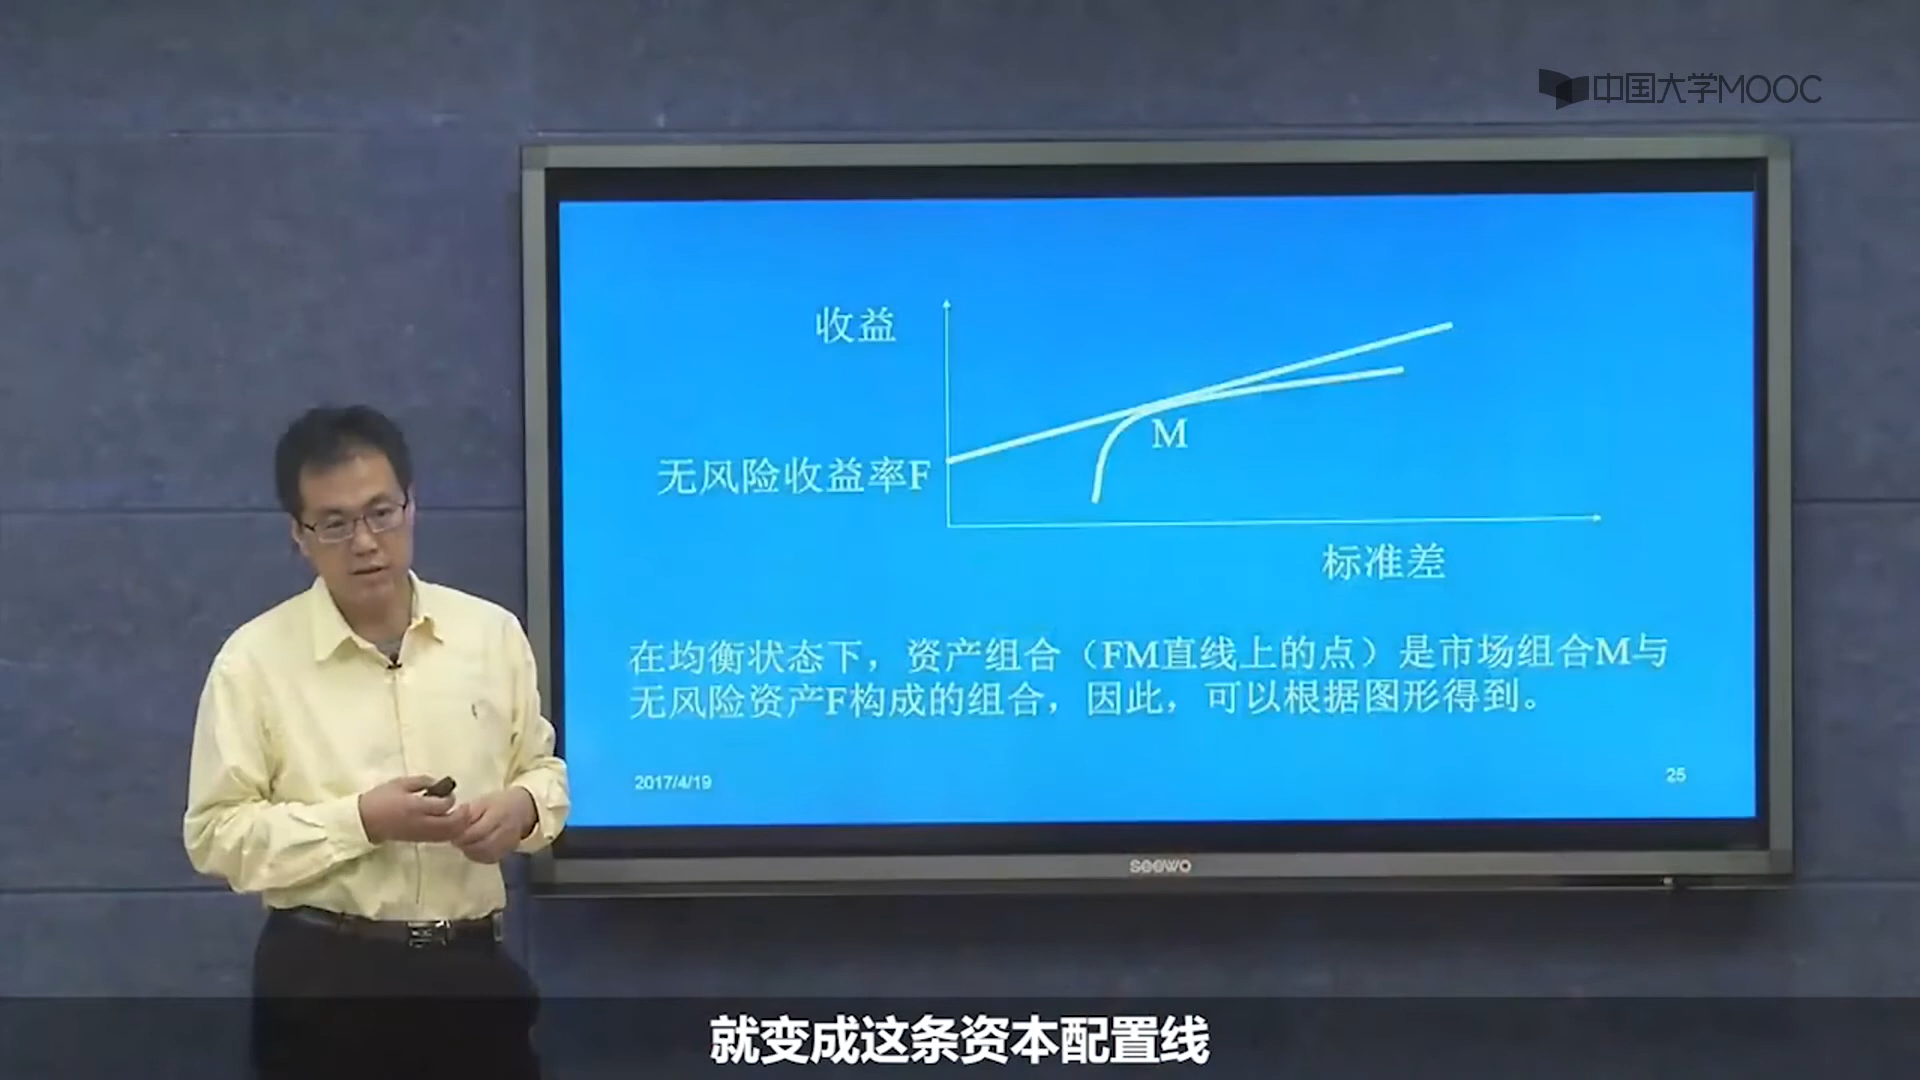 中国大学MOOC
收益
M
无风险收益率F
标准差
在均衡状态下，资产组合（FM直线上的点）是市场组合M与
无风险资产F构成的组合，因此，可以根据图形得到。
2017/4/19
25
seewo
就变成这条资本配置线